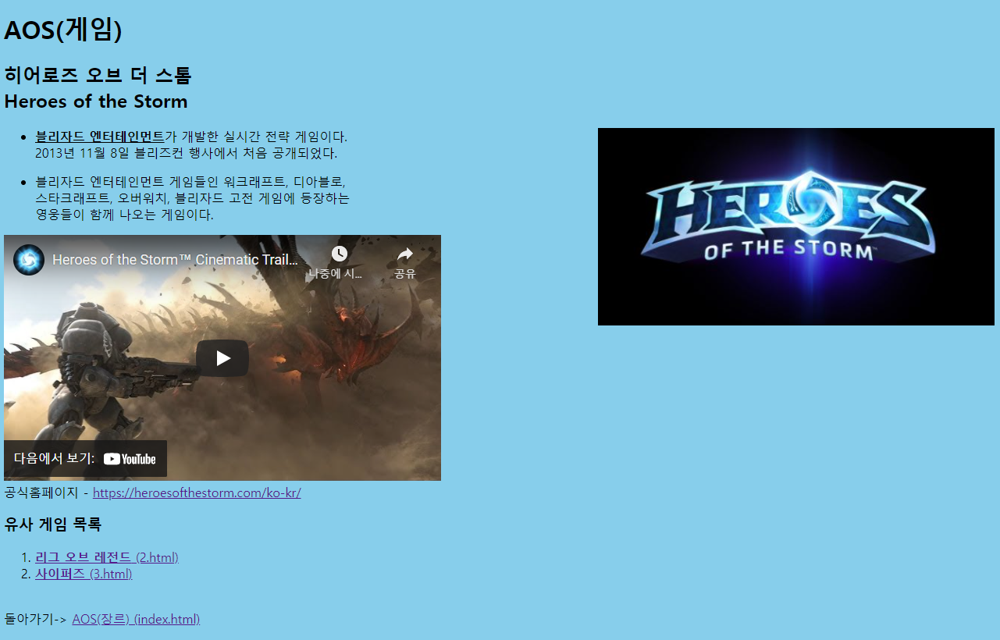 AOS(게임)
히어로즈 오브 더 스톰
Heroes of the Storm
블리자드 엔터테인먼트가 개발한 실시간 전략 게임이다.
2013년 11월 8일 블리즈컨 행사에서 처음 공개되었다.
블리자드 엔터테인먼트 게임들인 워크래프트, 디아블로,
스타크래프트, 오버워치, 블리자드 고전 게임에 등장하는
영웅들이 함께 나오는 게임이다.
HEROES
OF THE STORM™
Heroes of the Storm™ Cinematic Trail...
나중에 시...
공유
다음에서 보기: YouTube
공식홈페이지 - https://heroesofthestorm.com/ko-kr/
유사 게임 목록
1. 리그 오브 레전드 (2.html)
2. 사이퍼즈 (3.html)
돌아가기-> AOS(장르) (index.html)